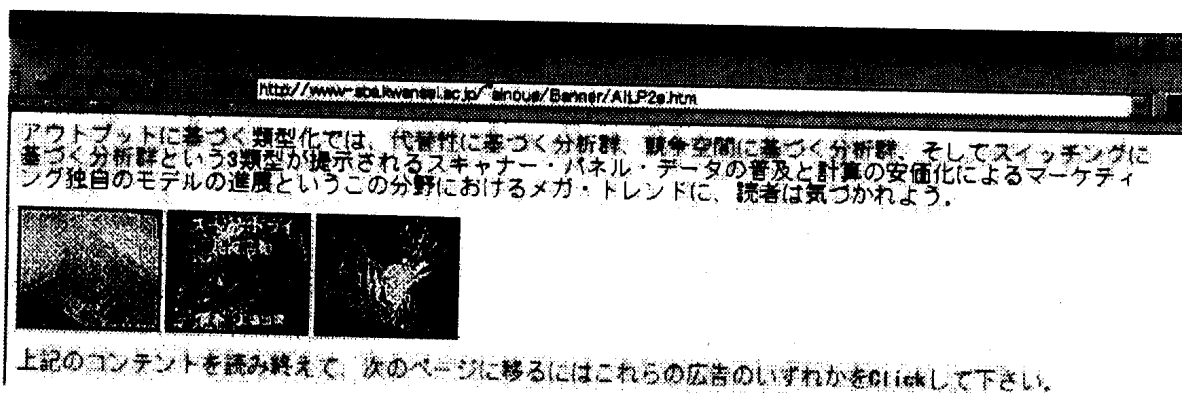 http://www-sba.kwansei.ac.jp/~ainoue/Banner/AltLP2e.htm
アウトプットに基づく類型化では、代替性に基づく分析群、競争空間に基づく分析群、そしてスイッチングに
基づく分析群という3類型が提示されるスキャナー・パネル・データの普及と計算の安価化によるマーケティ
ング独自のモデルの進展というこの分野におけるメガ・トレンドに、読者は気づかれよう.
上記のコンテントを読み終えて、次のページに移るにはこれらの広告のいずれかをClickして下さい.